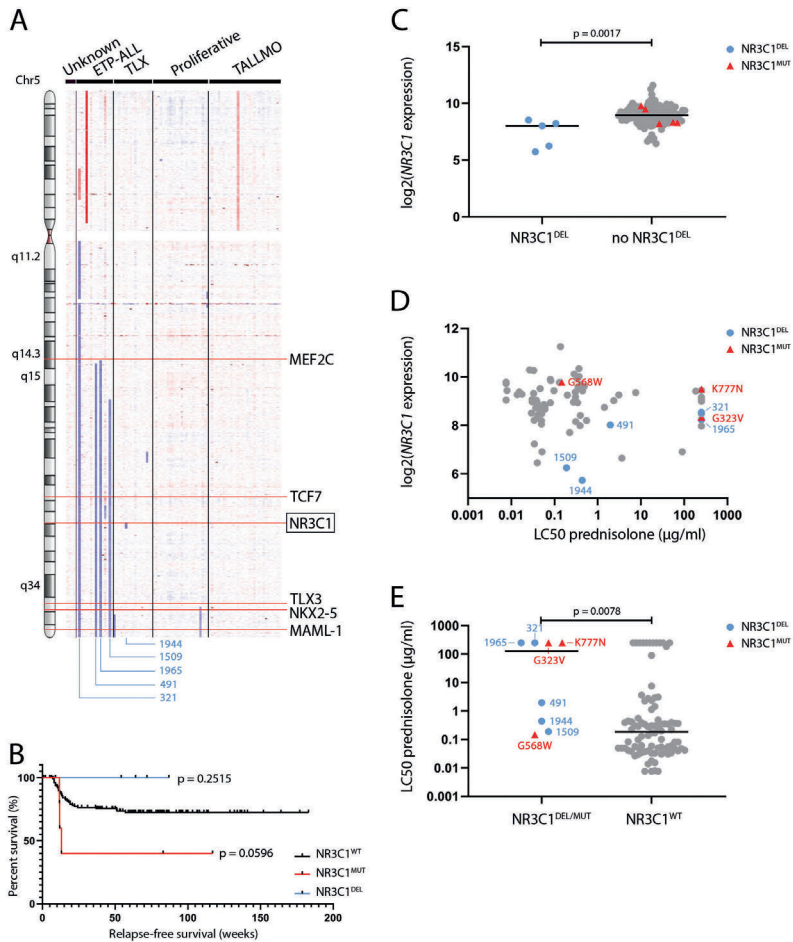 A
Unknown
ETP-ALL
TLX
Proliferative
TALLMO
Chr5
q11.2
q14.3
q15
q34
MEF2C
TCF7
NR3C1
TLX3
NKX2-5
MAML-1
1944
1509
1965
491
321
B
Percent survival (%)
100
50
0
p = 0.2515
p = 0.0596
NR3C1WT
NR3C1MUT
NR3C1DEL
0 50 100 150 200
Relapse-free survival (weeks)
C
p = 0.0017
NR3C1DEL
NR3C1MUT
log2(NR3C1 expression)
15
10
5
0
NR3C1DEL no NR3C1DEL
D
NR3C1DEL
NR3C1MUT
log2(NR3C1 expression)
12
10
8
6
G568W
K777N
321
G323V
1965
491
1509
1944
0.001 0.01 0.1 1 10 100 1000
LC50 prednisolone (µg/ml)
E
p = 0.0078
NR3C1DEL
NR3C1MUT
LC50 prednisolone (µg/ml)
1000
100
10
1
0.1
0.01
0.001
321
1965
K777N
G323V
491
1944
1509
G568W
NR3C1DEL/MUT NR3C1WT